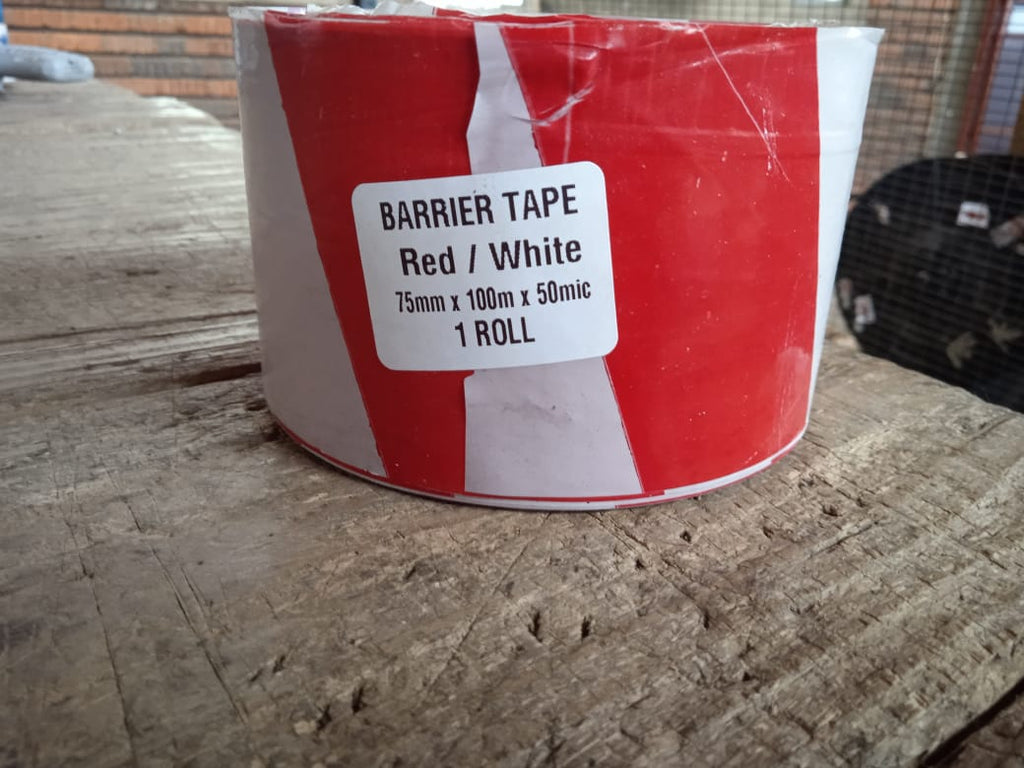 BARRIER TAPE
Red / White
75mm x 100m x 50mic
1 ROLL